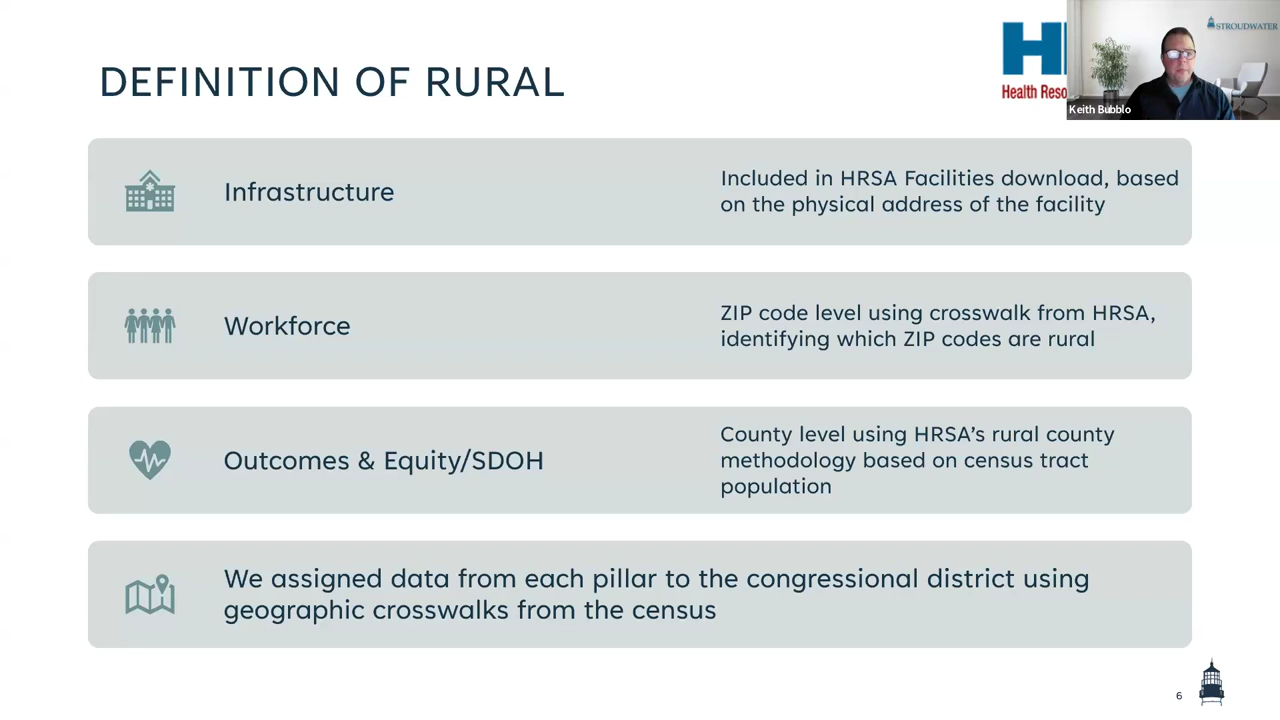 DEFINITION OF RURAL
Health Reso
STROUDWATER
Keith Bubblo
Infrastructure
Included in HRSA Facilities download, based
on the physical address of the facility
Workforce
ZIP code level using crosswalk from HRSA,
identifying which ZIP codes are rural
Outcomes & Equity/SDOH
County level using HRSA’s rural county
methodology based on census tract
population
We assigned data from each pillar to the congressional district using
geographic crosswalks from the census
6